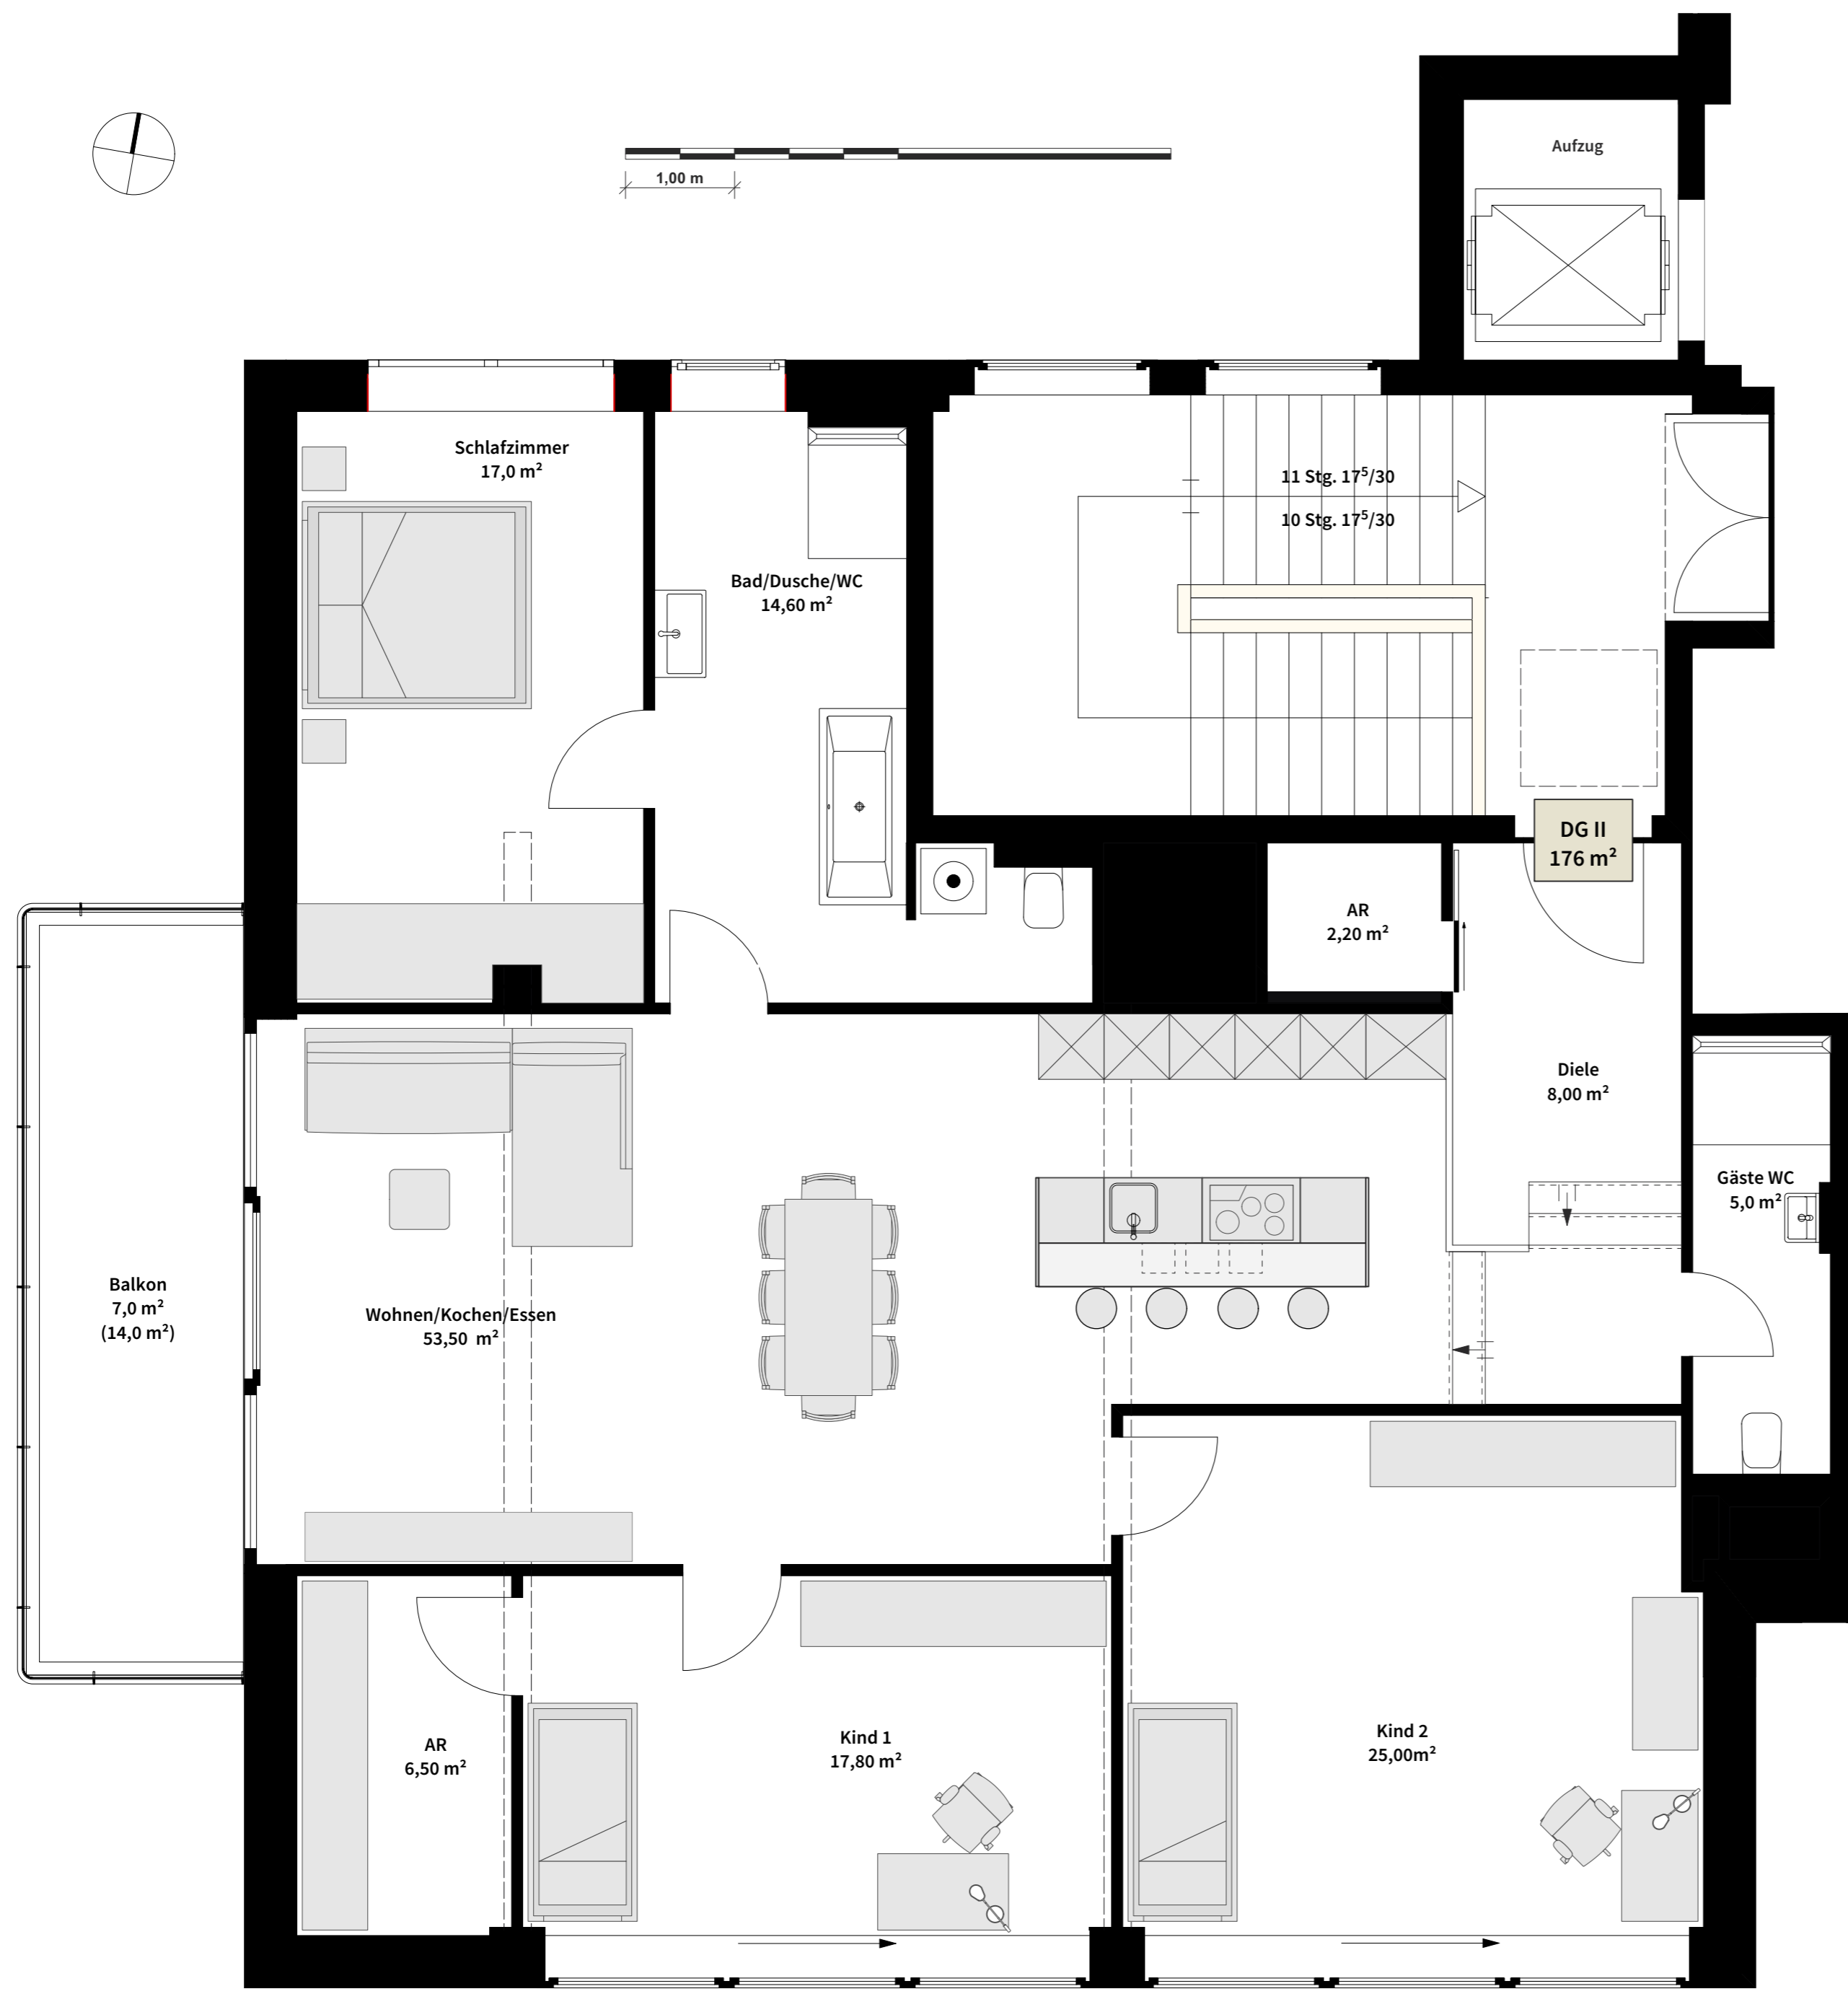 Aufzug
1,00 m
Schlafzimmer
17,0 m²
11 Stg. 17⁵/30
10 Stg. 17⁵/30
Bad/Dusche/WC
14,60 m²
DG II
176 m²
AR
2,20 m²
Diele
8,00 m²
Gäste WC
5,0 m²
Balkon
7,0 m²
(14,0 m²)
Wohnen/Kochen/Essen
53,50 m²
AR
6,50 m²
Kind 1
17,80 m²
Kind 2
25,00m²